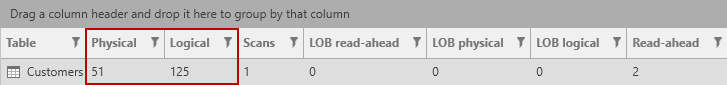 Drag a column header and drop it here to group by that column
Table Physical Logical Scans LOB read-ahead LOB physical LOB logical Read-ahead
Customers 51 125 1 0 0 0 2